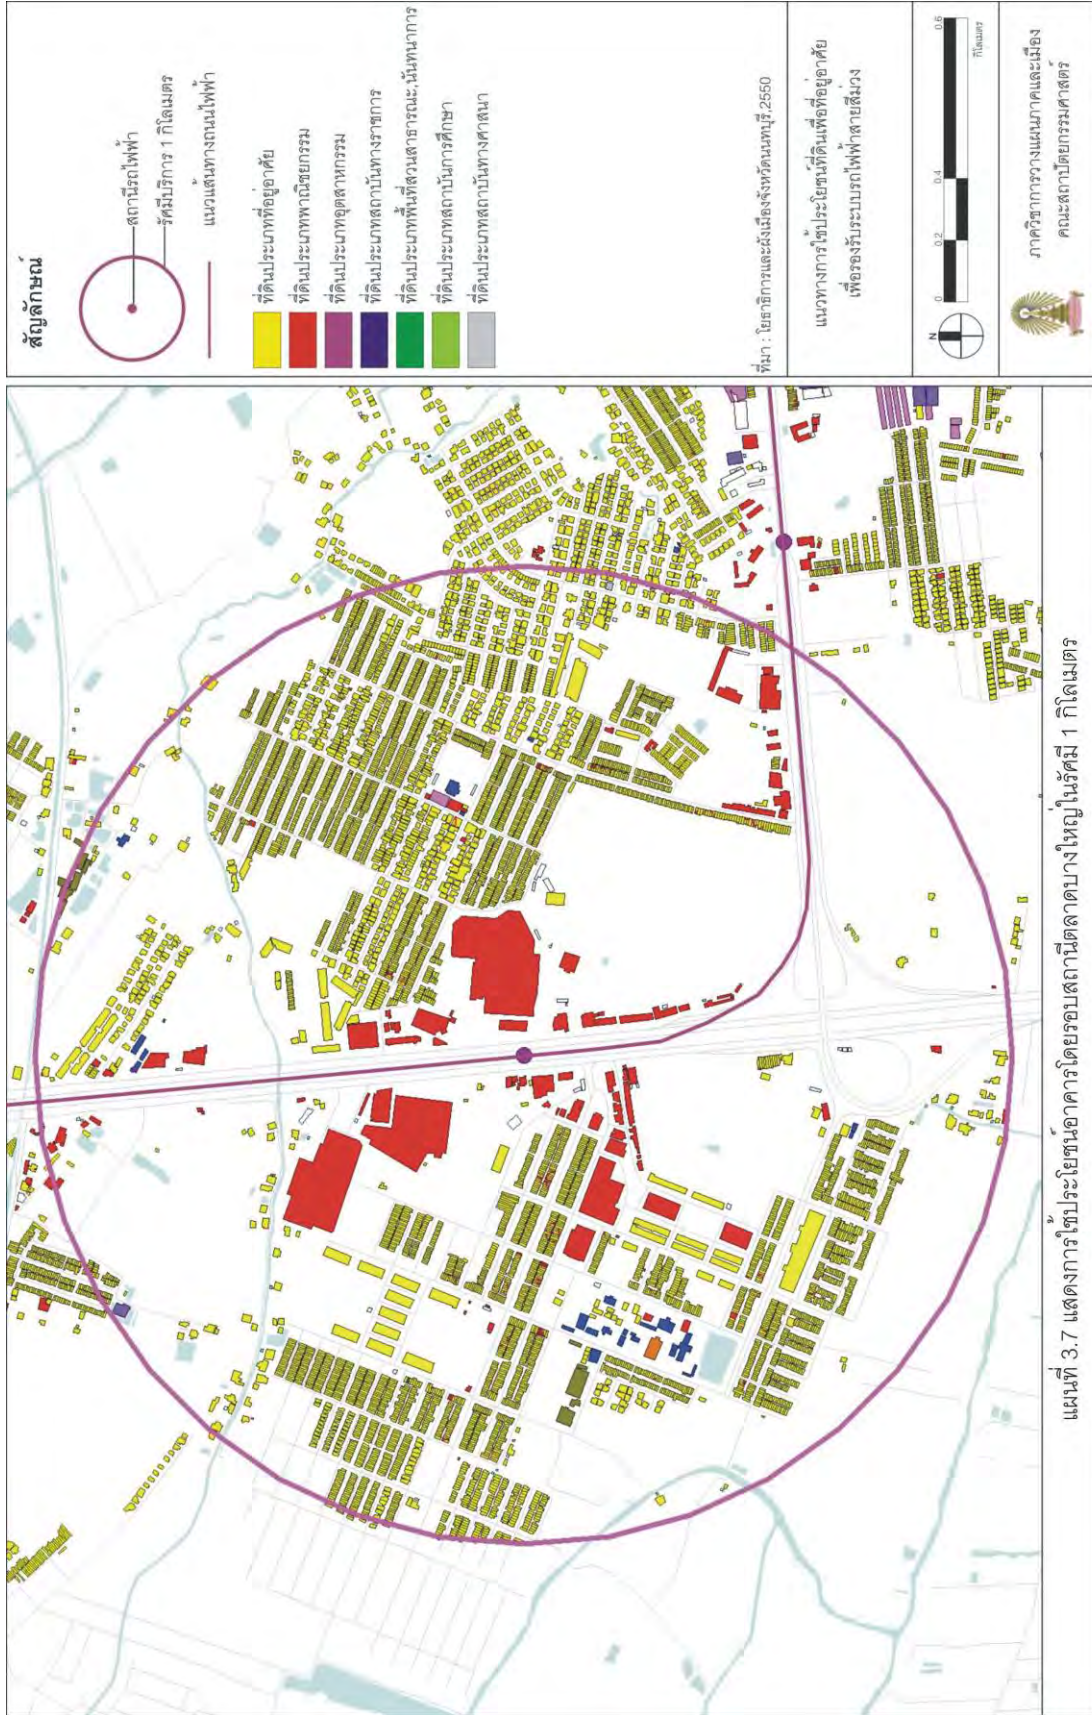 สัญลักษณ์
สถานีรถไฟฟ้า
รัศมีบริการ 1 กิโลเมตร
แนวเส้นทางถนนไฟฟ้า
ที่ดินประเภทที่อยู่อาศัย
ที่ดินประเภทพาณิชยกรรม
ที่ดินประเภทอุตสาหกรรม
ที่ดินประเภทสถาบันทางราชการ
ที่ดินประเภทพื้นที่สวนสาธารณะ,นันทนาการ
ที่ดินประเภทสถาบันการศึกษา
ที่ดินประเภทสถาบันทางศาสนา
ที่มา : โยธาธิการและผังเมืองจังหวัดนนทบุรี,2550
แนวทางการใช้ประโยชน์ที่ดินเพื่อที่อยู่อาศัย
เพื่อรองรับระบบรถไฟฟ้าสายสีม่วง
N
0 0.2 0.4 0.6
กิโลเมตร
ภาควิชาการวางแผนภาคและเมือง
คณะสถาปัตยกรรมศาสตร์
แผนที่ 3.7 แสดงการใช้ประโยชน์อาคารโดยรอบสถานีตลาดบางใหญ่ในรัศมี 1 กิโลเมตร